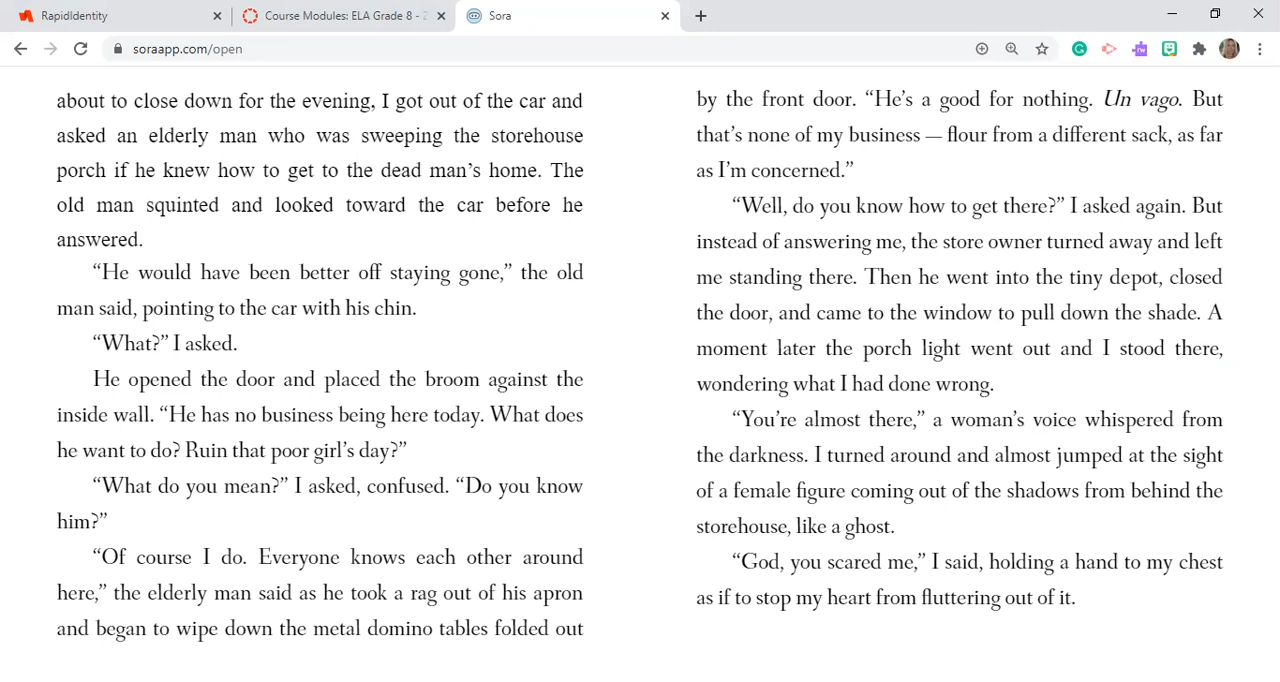 RapidIdentity
Course Modules: ELA Grade 8 - 2
Sora
soraapp.com/open
about to close down for the evening, I got out of the car and
asked an elderly man who was sweeping the storehouse
porch if he knew how to get to the dead man’s home. The
old man squinted and looked toward the car before he
answered.
“He would have been better off staying gone,” the old
man said, pointing to the car with his chin.
“What?” I asked.
He opened the door and placed the broom against the
inside wall. “He has no business being here today. What does
he want to do? Ruin that poor girl’s day?”
“What do you mean?” I asked, confused. “Do you know
him?”
“Of course I do. Everyone knows each other around
here,” the elderly man said as he took a rag out of his apron
and began to wipe down the metal domino tables folded out
by the front door. “He’s a good for nothing. Un vago. But
that’s none of my business — flour from a different sack, as far
as I’m concerned.”
“Well, do you know how to get there?” I asked again. But
instead of answering me, the store owner turned away and left
me standing there. Then he went into the tiny depot, closed
the door, and came to the window to pull down the shade. A
moment later the porch light went out and I stood there,
wondering what I had done wrong.
“You’re almost there,” a woman’s voice whispered from
the darkness. I turned around and almost jumped at the sight
of a female figure coming out of the shadows from behind the
storehouse, like a ghost.
“God, you scared me,” I said, holding a hand to my chest
as if to stop my heart from fluttering out of it.